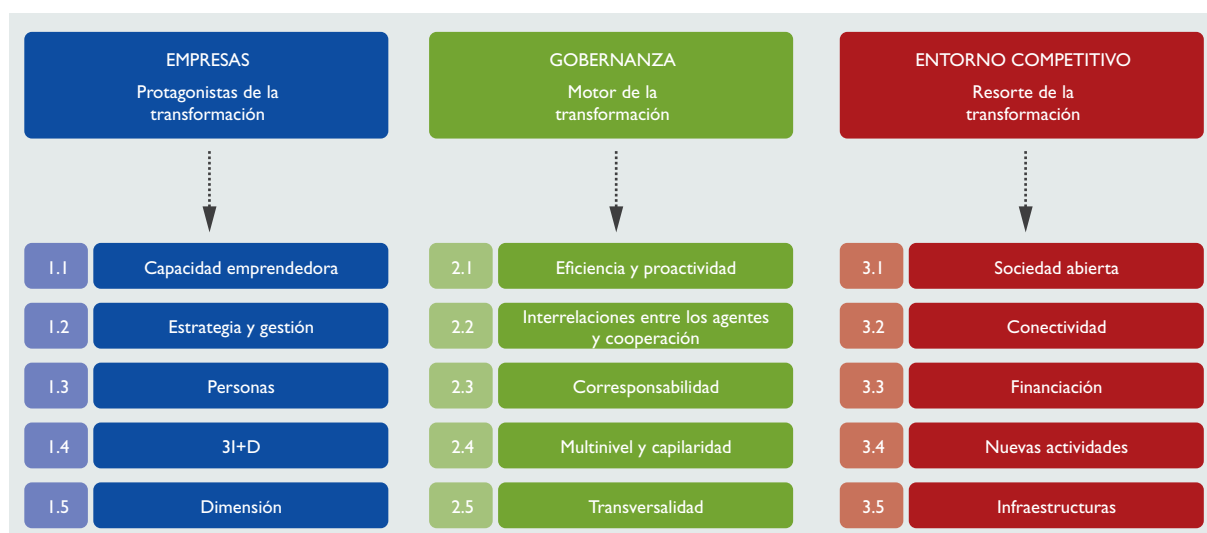 EMPRESAS
Protagonistas de la
transformación
1.1 Capacidad emprendedora
1.2 Estrategia y gestión
1.3 Personas
1.4 3I+D
1.5 Dimensión
GOBERNANZA
Motor de la
transformación
2.1 Eficiencia y proactividad
2.2 Interrelaciones entre los agentes
y cooperación
2.3 Corresponsabilidad
2.4 Multinivel y capilaridad
2.5 Transversalidad
ENTORNO COMPETITIVO
Resorte de la
transformación
3.1 Sociedad abierta
3.2 Conectividad
3.3 Financiación
3.4 Nuevas actividades
3.5 Infraestructuras